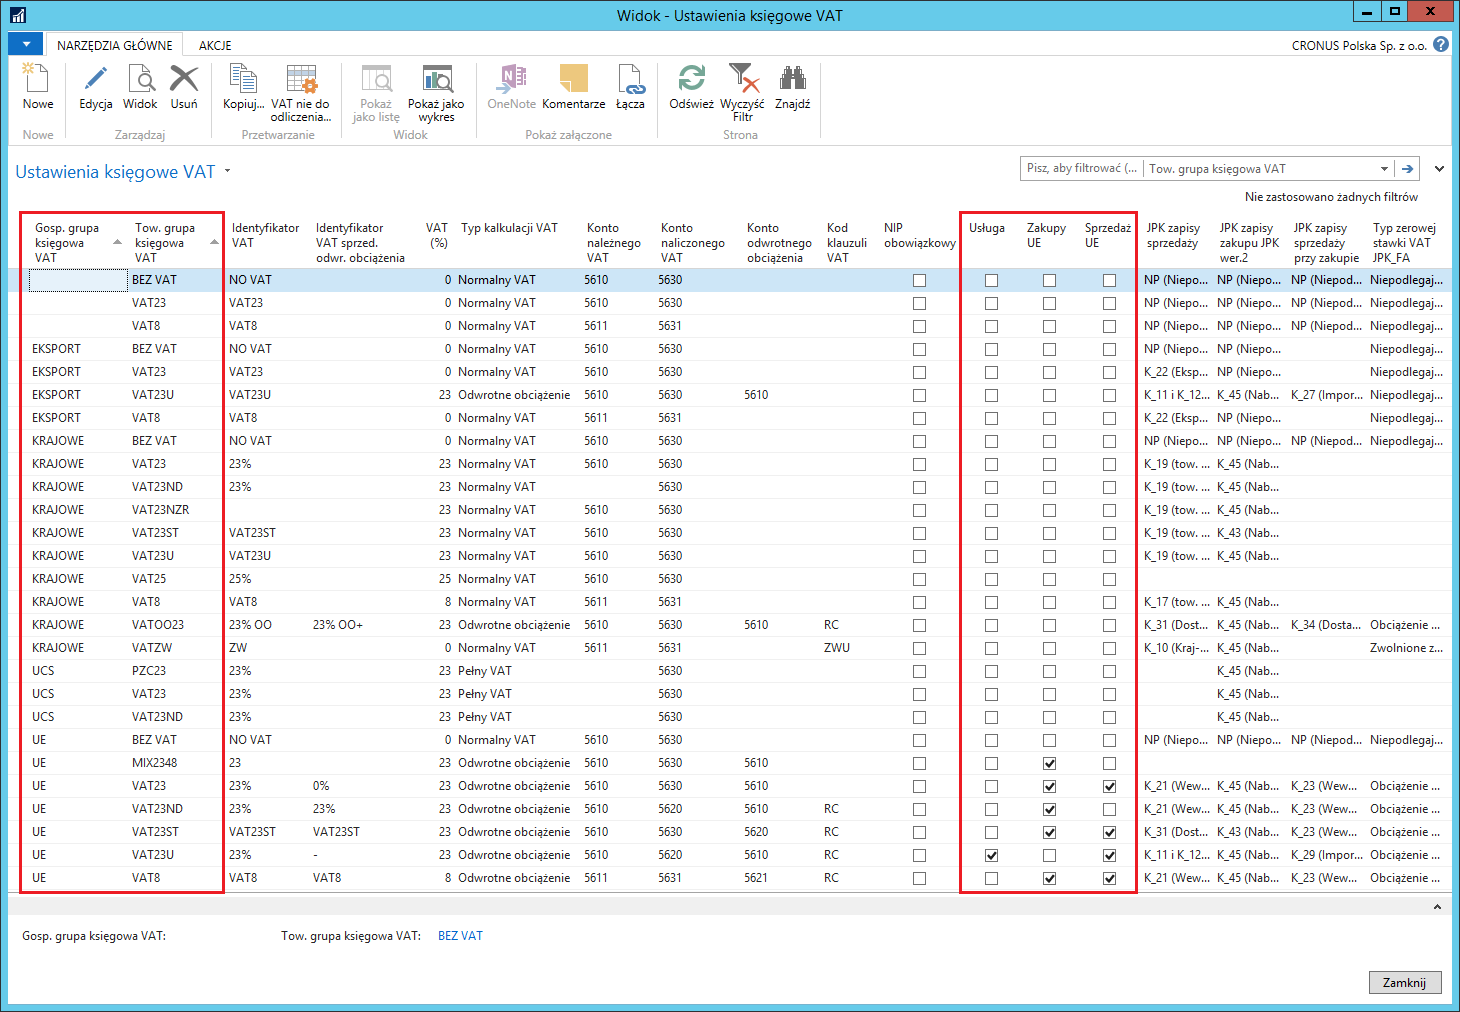 Widok - Ustawienia księgowe VAT
NARZĘDZIA GŁÓWNE AKCJE CRONUS Polska Sp. z o.o.
Nowe Edycja Widok Usuń Kopiuj... VAT nie do odliczenia... Pokaż jako listę Pokaż jako wykres OneNote Komentarze Łącza Odśwież Wyczyść Filtr Znajdź
Nowe Zarządzaj Przetwarzanie Widok Pokaż załączone Strona
Ustawienia księgowe VAT
Pisz, aby filtrować (... Tow. grupa księgowa VAT
Nie zastosowano żadnych filtrów
Gosp. grupa księgowa VAT Tow. grupa księgowa VAT Identyfikator VAT Identyfikator VAT sprzed. odwr. obciążenia VAT (%) Typ kalkulacji VAT Konto należnego VAT Konto naliczonego VAT Konto odwrotnego obciążenia Kod klauzuli VAT NIP obowiązkowy Usługa Zakupy UE Sprzedaż UE JPK zapisy sprzedaży JPK zapisy zakupu JPK wer.2 JPK zapisy sprzedaży przy zakupie Typ zerowej stawki VAT JPK_FA
BEZ VAT NO VAT 0 Normalny VAT 5610 5630 NP (Niepo... NP (Niepo... NP (Niepod... Niepodlegaj...
VAT23 VAT23 0 Normalny VAT 5610 5630 NP (Niepo... NP (Niepo... NP (Niepod... Niepodlegaj...
VAT8 VAT8 0 Normalny VAT 5611 5631 NP (Niepo... NP (Niepo... NP (Niepod... Niepodlegaj...
EKSPORT BEZ VAT NO VAT 0 Normalny VAT 5610 5630 NP (Niepo... NP (Niepo... Niepodlegaj...
EKSPORT VAT23 VAT23 0 Normalny VAT 5610 5630 K_22 (Eksp... NP (Niepo... Niepodlegaj...
EKSPORT VAT23U VAT23U 23 Odwrotne obciążenie 5610 5630 5610 K_11 i K_12... K_45 (Nab... K_27 (Impor... Niepodlegaj...
EKSPORT VAT8 VAT8 0 Normalny VAT 5611 5631 K_22 (Eksp... NP (Niepo... Niepodlegaj...
KRAJOWE BEZ VAT NO VAT 0 Normalny VAT 5610 5630 NP (Niepo... NP (Niepo... NP (Niepod... Niepodlegaj...
KRAJOWE VAT23 23% 23 Normalny VAT 5610 5630 K_19 (tow. ... K_45 (Nab...
KRAJOWE VAT23ND 23% 23 Normalny VAT 5630 K_19 (tow. ... K_45 (Nab...
KRAJOWE VAT23NZR 23 Normalny VAT 5610 5630 K_19 (tow. ... K_45 (Nab...
KRAJOWE VAT23ST VAT23ST 23 Normalny VAT 5610 5630 K_19 (tow. ... K_43 (Nab...
KRAJOWE VAT23U VAT23U 23 Normalny VAT 5610 5630 K_19 (tow. ... K_45 (Nab...
KRAJOWE VAT25 25% 25 Normalny VAT 5610 5630
KRAJOWE VAT8 VAT8 8 Normalny VAT 5611 5631 K_17 (tow. ... K_45 (Nab...
KRAJOWE VATOO23 23% OO 23% OO+ 23 Odwrotne obciążenie 5610 5630 5610 RC K_31 (Dost... K_45 (Nab... K_34 (Dosta... Obciążenie ...
KRAJOWE VATZW ZW 0 Normalny VAT 5611 5631 ZWU K_10 (Kraj-... K_45 (Nab... Zwolnione z...
UCS PZC23 23% 23 Pełny VAT 5630 K_45 (Nab...
UCS VAT23 23% 23 Pełny VAT 5630 K_45 (Nab...
UCS VAT23ND 23% 23 Pełny VAT 5630 K_45 (Nab...
UE BEZ VAT NO VAT 0 Normalny VAT 5610 5630 NP (Niepo... NP (Niepo... NP (Niepod... Niepodlegaj...
UE MIX2348 23 23 Odwrotne obciążenie 5610 5630 5610
UE VAT23 23% 0% 23 Odwrotne obciążenie 5610 5630 5610 K_21 (Wew... K_45 (Nab... K_23 (Wew... Obciążenie ...
UE VAT23ND 23% 23% 23 Odwrotne obciążenie 5610 5620 5610 RC K_21 (Wew... K_45 (Nab... K_23 (Wew... Obciążenie ...
UE VAT23ST VAT23ST VAT23ST 23 Odwrotne obciążenie 5610 5630 5620 RC K_31 (Dost... K_43 (Nab... K_23 (Wew... Obciążenie ...
UE VAT23U 23% - 23 Odwrotne obciążenie 5610 5620 5610 RC K_11 i K_12... K_45 (Nab... K_29 (Impor... Obciążenie ...
UE VAT8 VAT8 VAT8 8 Odwrotne obciążenie 5611 5631 5621 RC K_21 (Wew... K_45 (Nab... K_23 (Wew... Obciążenie ...
Gosp. grupa księgowa VAT: Tow. grupa księgowa VAT: BEZ VAT
Zamknij